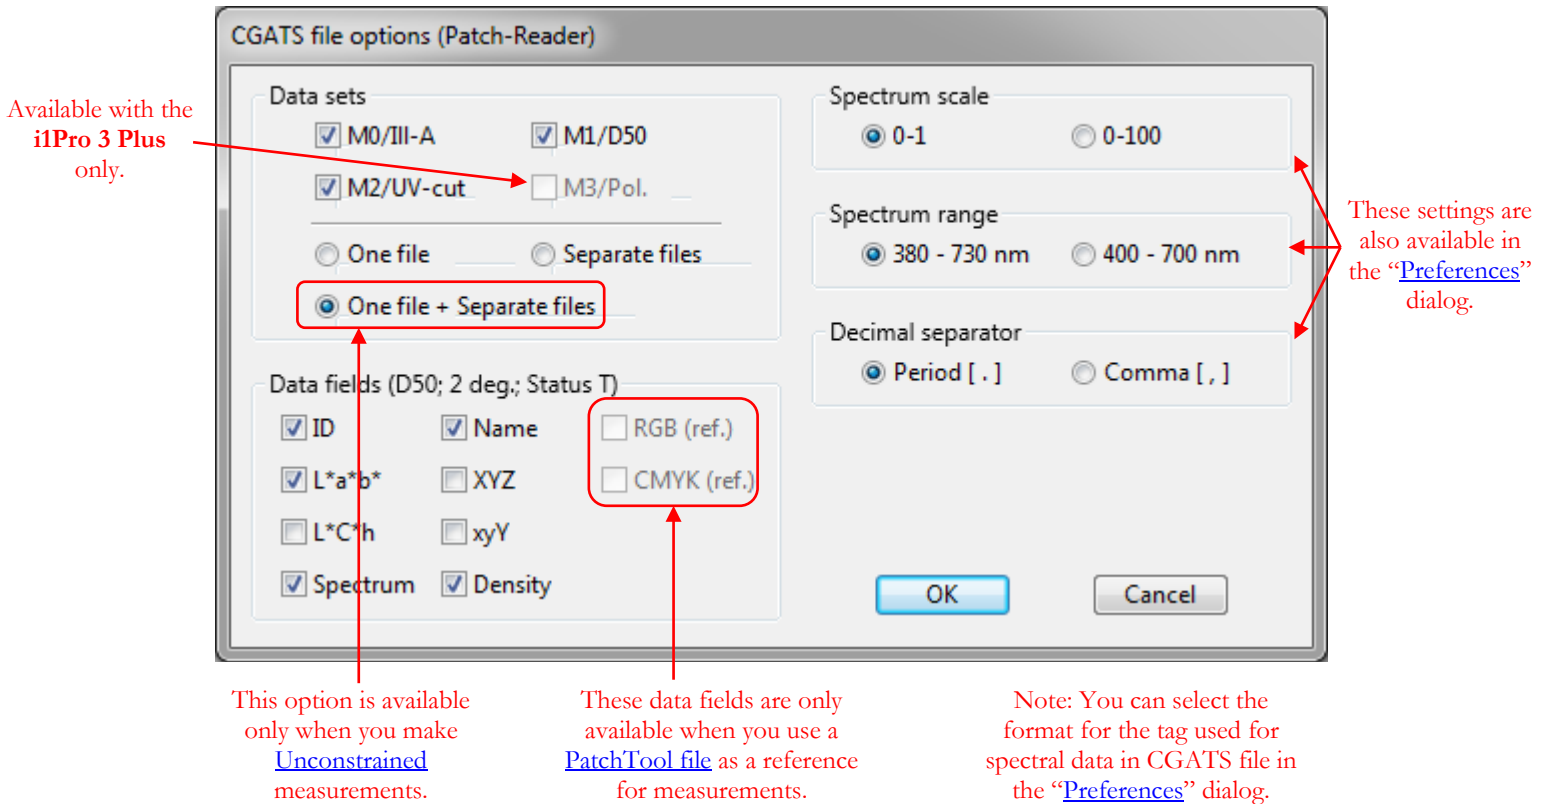 CGATS file options (Patch-Reader)
Available with the
i1Pro 3 Plus
only.
Data sets
M0/Ill-A
M1/D50
M2/UV-cut
M3/Pol.
One file
Separate files
One file + Separate files
Data fields (D50; 2 deg.; Status T)
ID
Name
RGB (ref.)
L*a*b*
XYZ
CMYK (ref.)
L*C*h
xyY
Spectrum
Density
Spectrum scale
0-1
0-100
Spectrum range
380 - 730 nm
400 - 700 nm
Decimal separator
Period [ . ]
Comma [ , ]
OK
Cancel
These settings are
also available in
the “Preferences”
dialog.
This option is available
only when you make
Unconstrained
measurements.
These data fields are only
available when you use a
PatchTool file as a reference
for measurements.
Note: You can select the
format for the tag used for
spectral data in CGATS file in
the “Preferences” dialog.